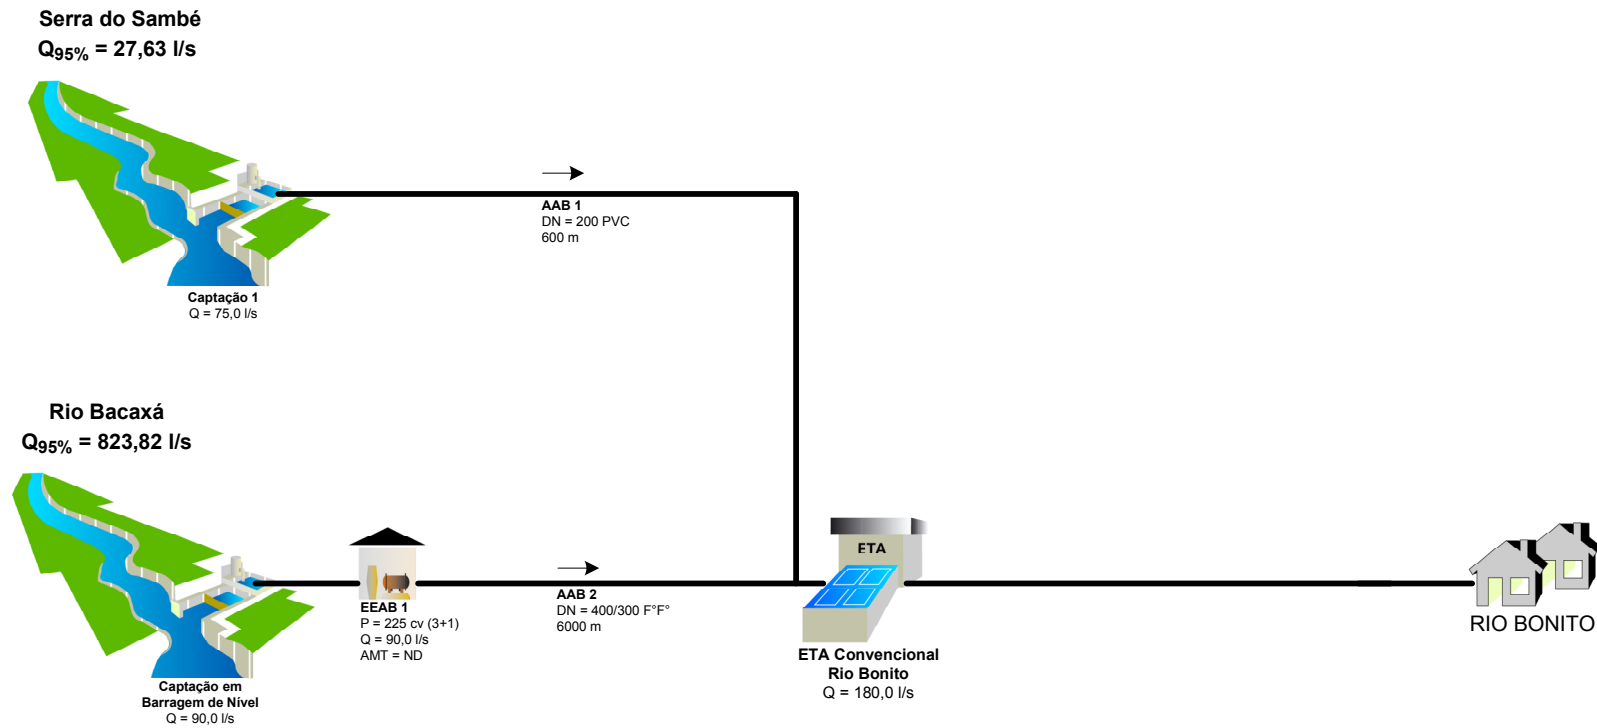 Serra do Sambé
Q95% = 27,63 l/s
AAB 1
DN = 200 PVC
600 m
Captação 1
Q = 75,0 l/s
Rio Bacaxá
Q95% = 823,82 l/s
ETA
EEAB 1
P = 225 cv (3+1)
Q = 90,0 l/s
AMT = ND
AAB 2
DN = 400/300 F°F°
6000 m
RIO BONITO
ETA Convencional
Rio Bonito
Q = 180,0 l/s
Captação em
Barragem de Nível
Q = 90,0 l/s